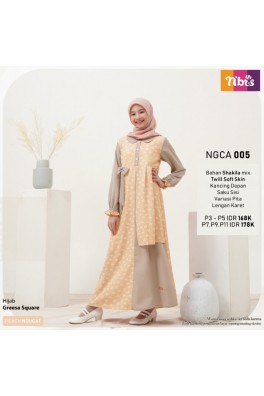 Nbis
NGCA 005
Bahan Shakila mix
Twill Soft Skin
Kancing Depan
Saku Sisi
Variasi Pita
Lengan Karet
P3 - P5 IDR 168K
P7,P9,P11 IDR 178K
Hijab
Greesa Square